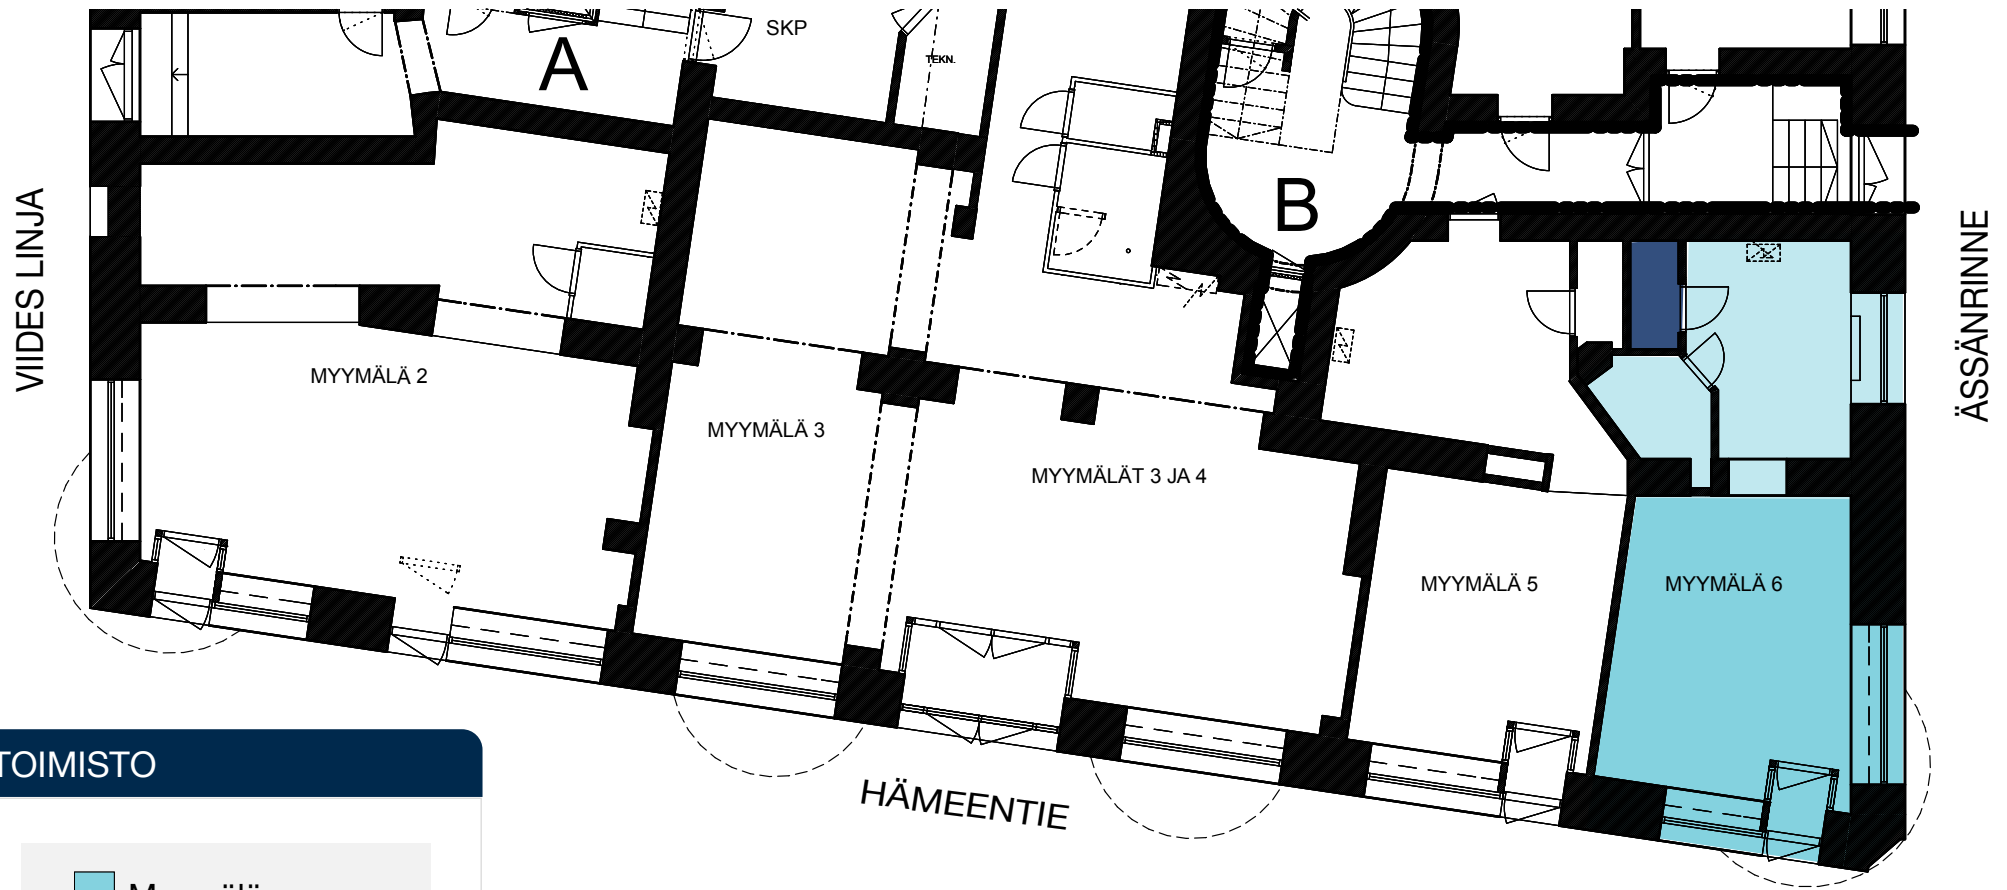 SKP
A
TEKN.
B
VIIDES LINJA
ÄSSÄNRINNE
MYYMÄLÄ 2
MYYMÄLÄ 3
MYYMÄLÄT 3 JA 4
MYYMÄLÄ 5
MYYMÄLÄ 6
HÄMEENTIE
TOIMISTO
Myymälä